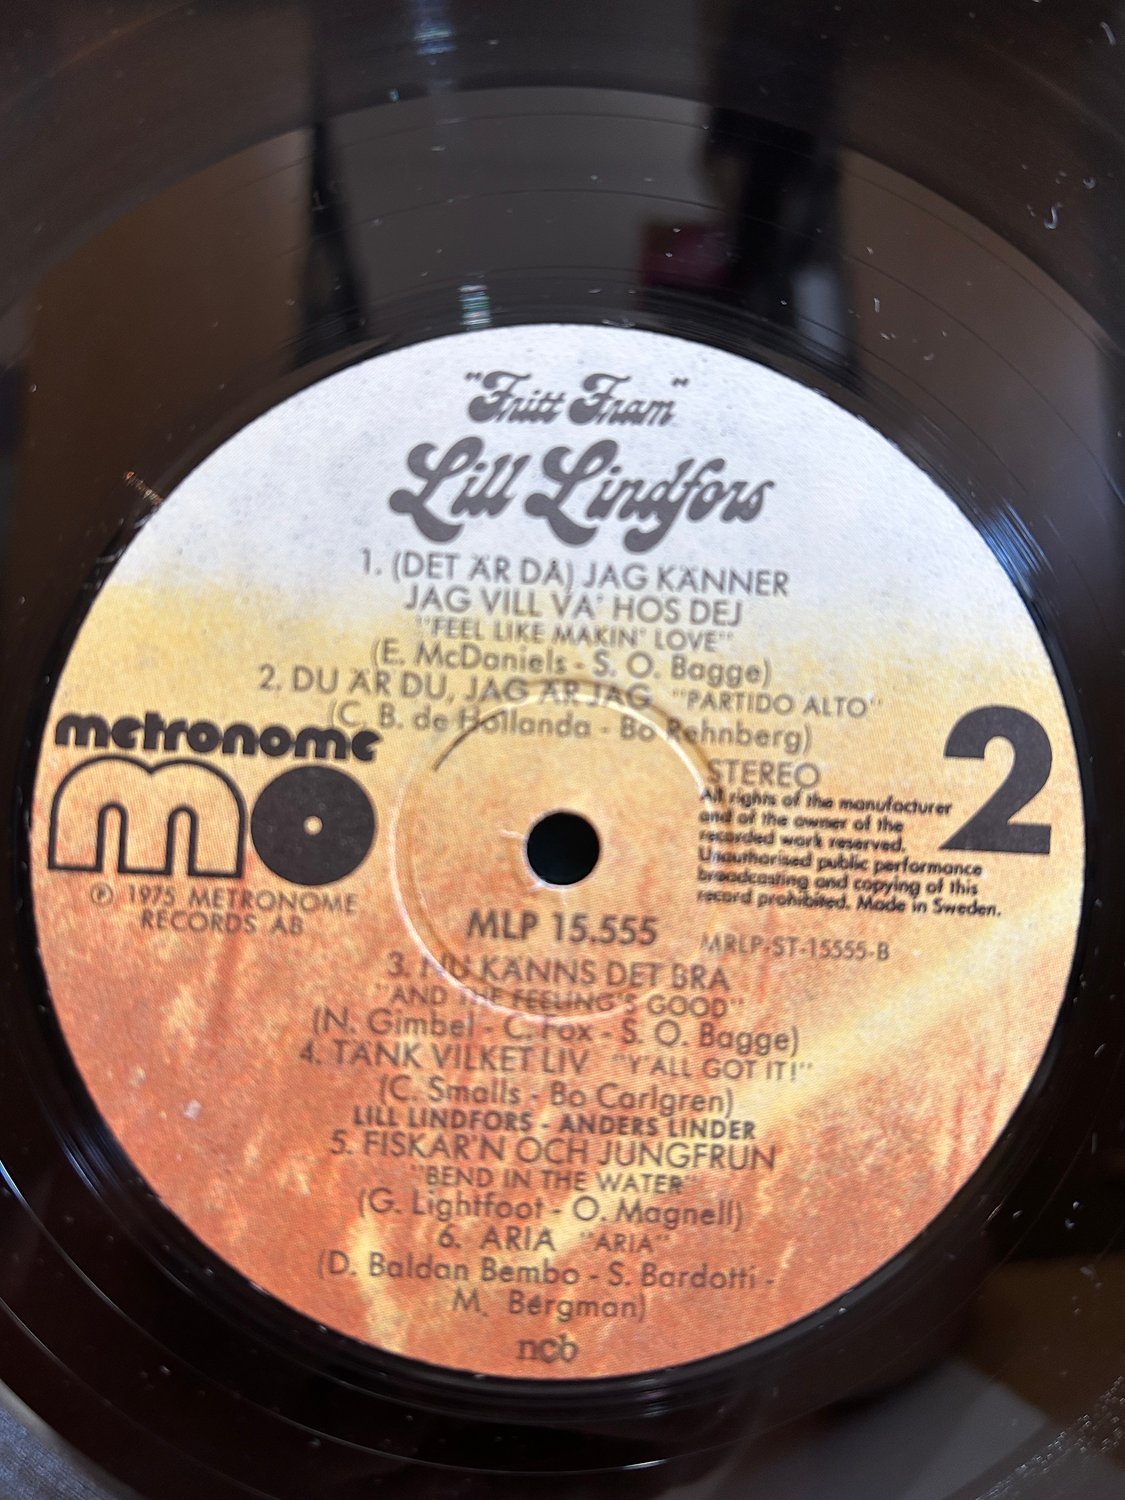 "Fritt Fram"
Lill Lindfors
1. (DET ÄR DÅ) JAG KÄNNER
JAG VILL VA' HOS DEJ
"FEEL LIKE MAKIN' LOVE"
(E. McDaniels - S. O. Bagge)
2. DU ÄR DU, JAG ÄR JAG "PARTIDO ALTO"
(C. B. de Hollanda - Bo Rehnberg)
metronome
mo
℗ 1975 METRONOME
RECORDS AB
STEREO
All rights of the manufacturer
and of the owner of the
recorded work reserved.
Unauthorised public performance
broadcasting and copying of this
record prohibited. Made in Sweden.
2
MLP 15.555
MRLP-ST-15555-B
3. NU KÄNNS DET BRA
"AND THE FEELING'S GOOD"
(N. Gimbel - C. Fox - S. O. Bagge)
4. TÄNK VILKET LIV "Y'ALL GOT IT!"
(C. Smalls - Bo Carlgren)
LILL LINDFORS - ANDERS LINDER
5. FISKAR'N OCH JUNGFRUN
"BEND IN THE WATER"
(G. Lightfoot - O. Magnell)
6. ARIA "ARIA"
(D. Baldan Bembo - S. Bardotti -
M. Bergman)
ncb